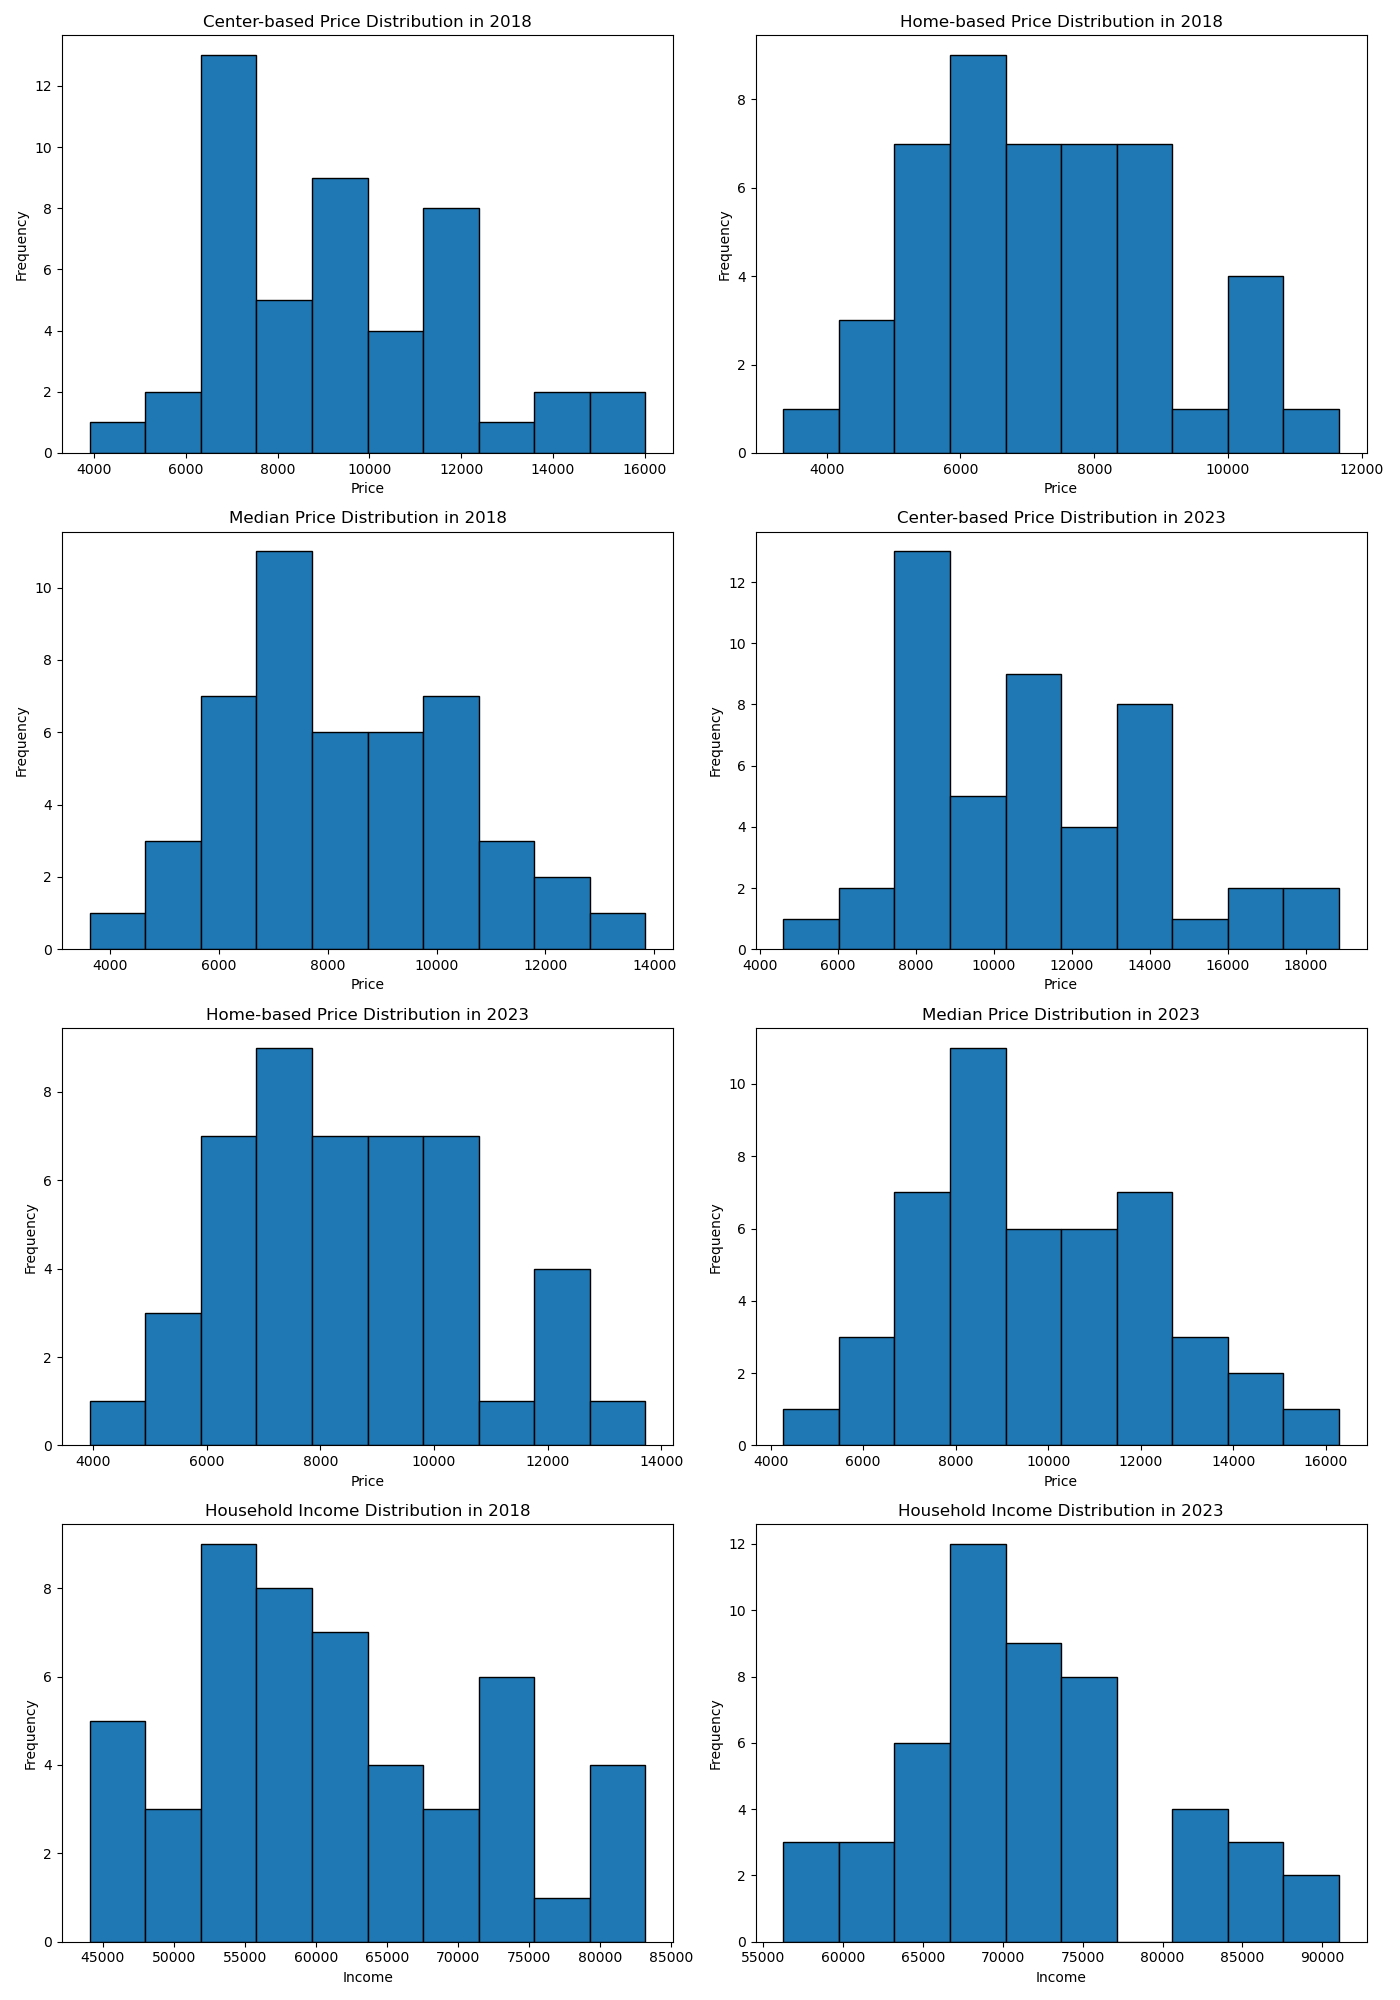 Center-based Price Distribution in 2018
12
10
8
6
4
2
0
Frequency
4000 6000 8000 10000 12000 14000 16000
Price
Home-based Price Distribution in 2018
8
6
4
2
0
Frequency
4000 6000 8000 10000 12000
Price
Median Price Distribution in 2018
10
8
6
4
2
0
Frequency
4000 6000 8000 10000 12000 14000
Price
Center-based Price Distribution in 2023
12
10
8
6
4
2
0
Frequency
4000 6000 8000 10000 12000 14000 16000 18000
Price
Home-based Price Distribution in 2023
8
6
4
2
0
Frequency
4000 6000 8000 10000 12000 14000
Price
Median Price Distribution in 2023
10
8
6
4
2
0
Frequency
4000 6000 8000 10000 12000 14000 16000
Price
Household Income Distribution in 2018
8
6
4
2
0
Frequency
45000 50000 55000 60000 65000 70000 75000 80000 85000
Income
Household Income Distribution in 2023
12
10
8
6
4
2
0
Frequency
55000 60000 65000 70000 75000 80000 85000 90000
Income